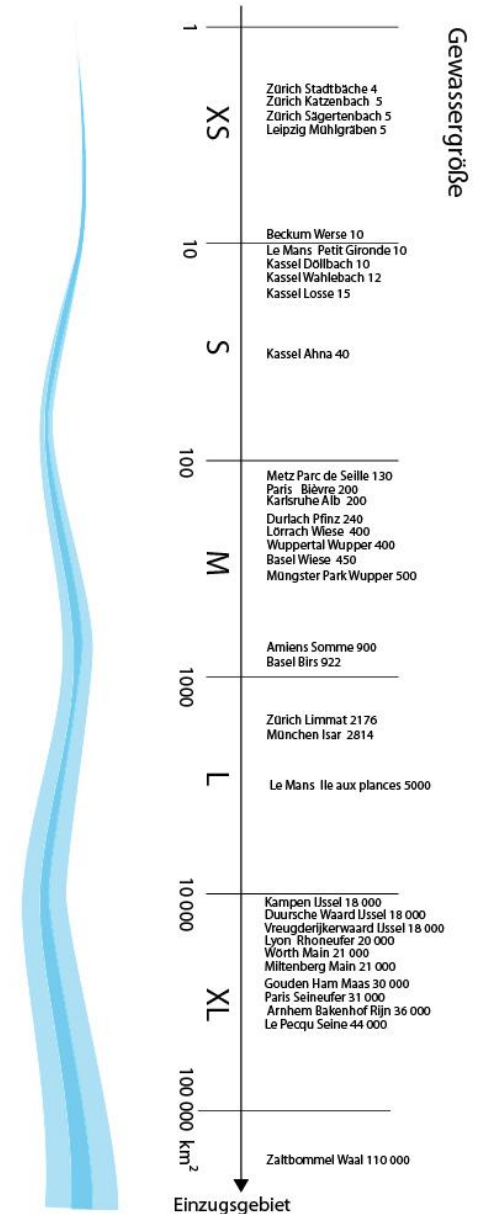 Gewässergröße
1
XS
Zürich Stadtbäche 4
Zürich Katzenbach 5
Zürich Sägertenbach 5
Leipzig Mühlgräben 5
Beckum Werse 10
10
Le Mans Petit Gironde 10
Kassel Döllbach 10
Kassel Wahlebach 12
Kassel Losse 15
S
Kassel Ahna 40
100
Metz Parc de Seille 130
Paris Bièvre 200
Karlsruhe Alb 200
Durlach Pfinz 240
Lörrach Wiese 400
Wuppertal Wupper 400
M
Basel Wiese 450
Müngster Park Wupper 500
Amiens Somme 900
Basel Birs 922
1000
Zürich Limmat 2176
München Isar 2814
L
Le Mans Ile aux plances 5000
10 000
Kampen IJssel 18 000
Duursche Waard IJssel 18 000
Vreugderijkerwaard IJssel 18 000
Lyon Rhoneufer 20 000
Wörth Main 21 000
Miltenberg Main 21 000
Gouden Ham Maas 30 000
XL
Paris Seineufer 31 000
Arnhem Bakenhof Rijn 36 000
Le Pecqu Seine 44 000
100 000 km²
Zaltbommel Waal 110 000
Einzugsgebiet